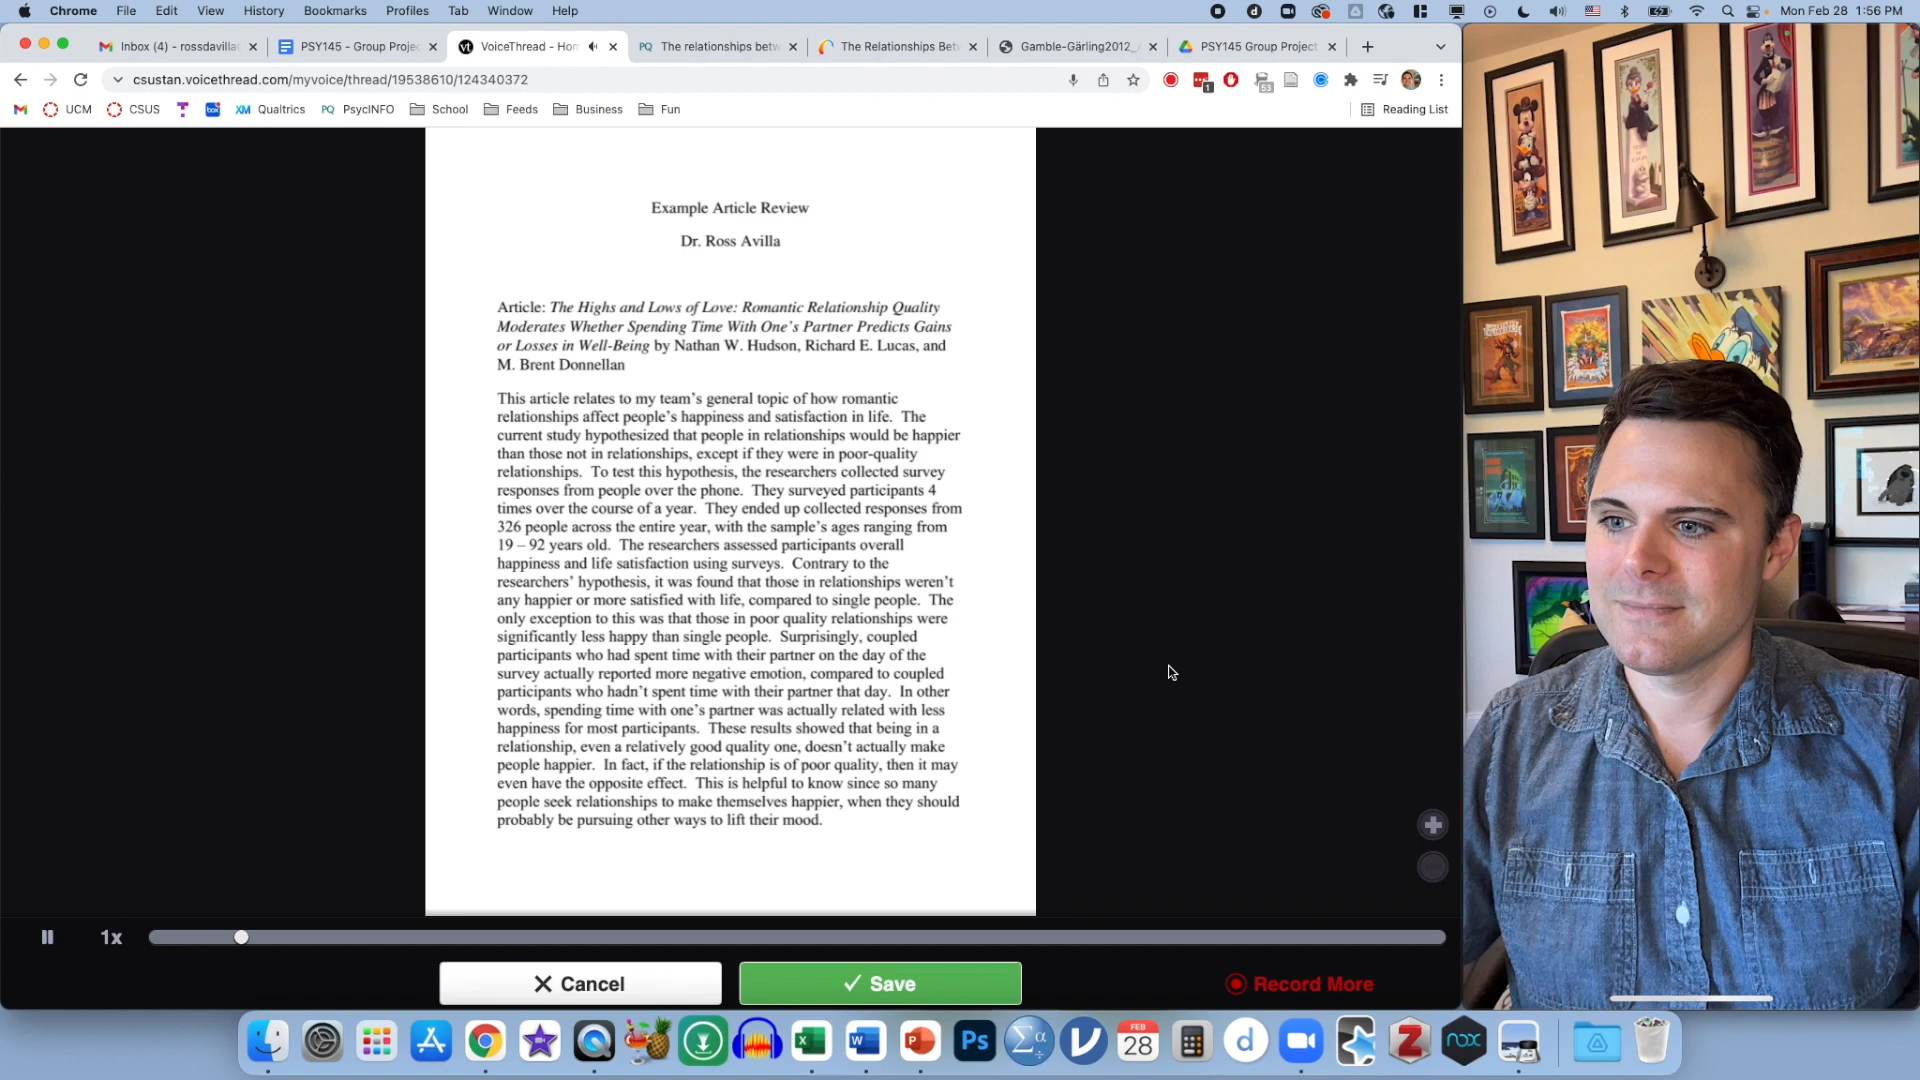 Chrome File Edit View History Bookmarks Profiles Tab Window Help Mon Feb 28 1:56 PM
Inbox (4) - rossdavilla PSY145 - Group Projec VoiceThread - Hom The relationships betw The Relationships Bet Gamble-Gärling2012_ PSY145 Group Project
csustan.voicethread.com/myvoice/thread/19538610/124340372
1
53
UCM CSUS box XM Qualtrics PQ PsycINFO School Feeds Business Fun Reading List
Example Article Review
Dr. Ross Avilla
Article: The Highs and Lows of Love: Romantic Relationship Quality
Moderates Whether Spending Time With One's Partner Predicts Gains
or Losses in Well-Being by Nathan W. Hudson, Richard E. Lucas, and
M. Brent Donnellan
This article relates to my team's general topic of how romantic
relationships affect people's happiness and satisfaction in life. The
current study hypothesized that people in relationships would be happier
than those not in relationships, except if they were in poor-quality
relationships. To test this hypothesis, the researchers collected survey
responses from people over the phone. They surveyed participants 4
times over the course of a year. They ended up collected responses from
326 people across the entire year, with the sample's ages ranging from
19 – 92 years old. The researchers assessed participants overall
happiness and life satisfaction using surveys. Contrary to the
researchers' hypothesis, it was found that those in relationships weren't
any happier or more satisfied with life, compared to single people. The
only exception to this was that those in poor quality relationships were
significantly less happy than single people. Surprisingly, coupled
participants who had spent time with their partner on the day of the
survey actually reported more negative emotion, compared to coupled
participants who hadn't spent time with their partner that day. In other
words, spending time with one's partner was actually related with less
happiness for most participants. These results showed that being in a
relationship, even a relatively good quality one, doesn't actually make
people happier. In fact, if the relationship is of poor quality, then it may
even have the opposite effect. This is helpful to know since so many
people seek relationships to make themselves happier, when they should
probably be pursuing other ways to lift their mood.
1x
Cancel Save Record More
X W P Ps Σα FEB 28 d Z nox